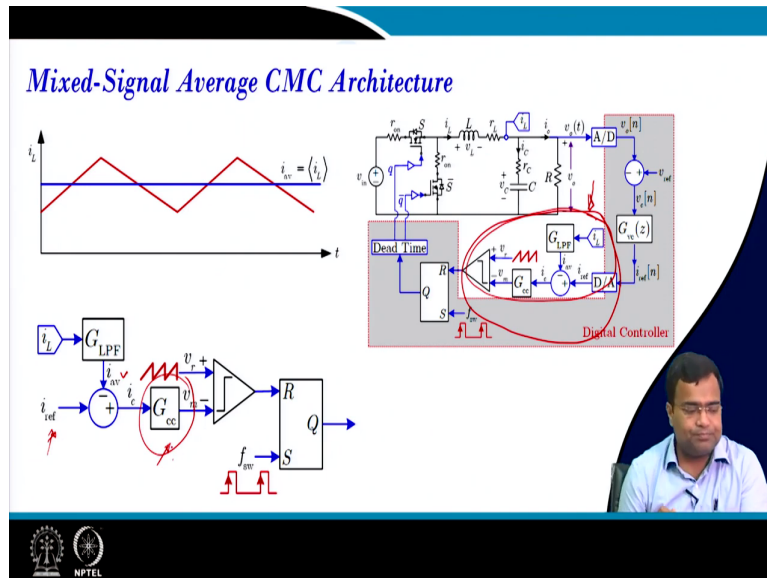 Mixed-Signal Average CMC Architecture
i_L
i_av = ⟨i_L⟩
t
i_L
G_LPF
i_av
i_ref
i_e
G_cc
v_r +
v_m −
− +
R
Q
f_sw
S
r_on S i_L L r_L i_L i_o v_o(t) A/D v_o[n]
+ v_L −
v_in q r_on i_C r_C R v_o v_ref
q̄ S̄ + v_C − C v_e[n]
G_vc(z)
Dead Time G_LPF i_L
+ v_r i_av i_ref[n]
R − v_m G_cc i_e − + i_ref D/A
Q
S f_sw
Digital Controller
NPTEL